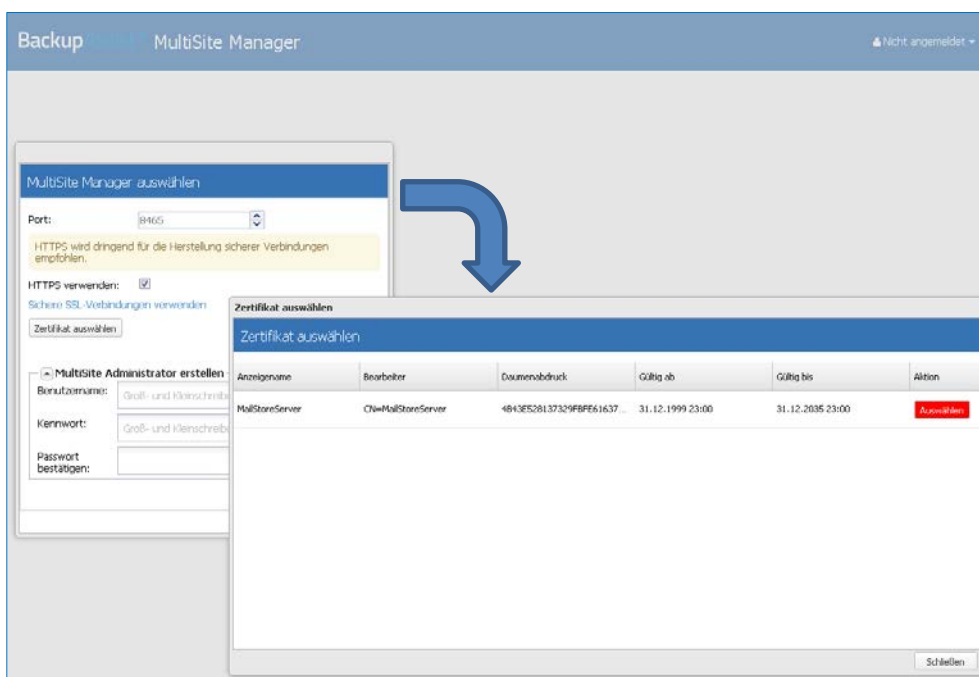 Backup MultiSite Manager
Nicht angemeldet
MultiSite Manager auswählen
Port: 8465
HTTPS wird dringend für die Herstellung sicherer Verbindungen
empfohlen.
HTTPS verwenden:
Sichere SSL-Verbindungen verwenden
Zertifikat auswählen
MultiSite Administrator erstellen
Benutzername: Groß- und Kleinschreibu
Kennwort: Groß- und Kleinschreibu
Passwort
bestätigen:
Zertifikat auswählen
Zertifikat auswählen
Anzeigename Bearbeiter Daumenabdruck Gültig ab Gültig bis Aktion
MailStoreServer CN=MailStoreServer 4B43E528137329FBFE61637... 31.12.1999 23:00 31.12.2035 23:00 Auswählen
Schließen